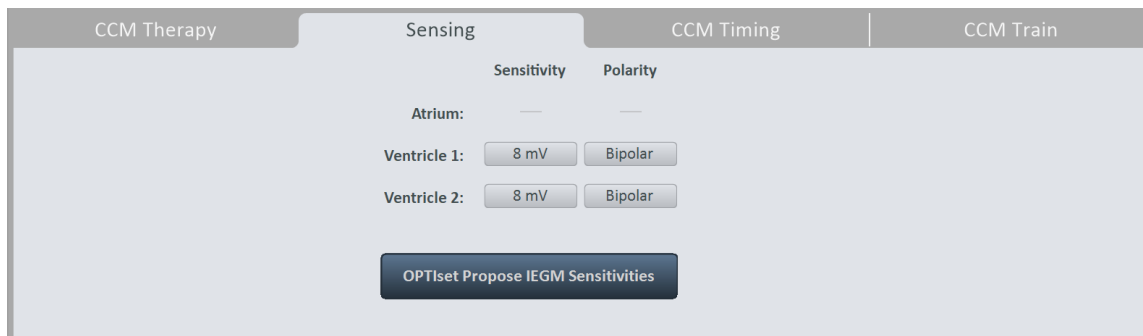 CCM Therapy Sensing CCM Timing CCM Train
Sensitivity Polarity
Atrium: — —
Ventricle 1: 8 mV Bipolar
Ventricle 2: 8 mV Bipolar
OPTIset Propose IEGM Sensitivities